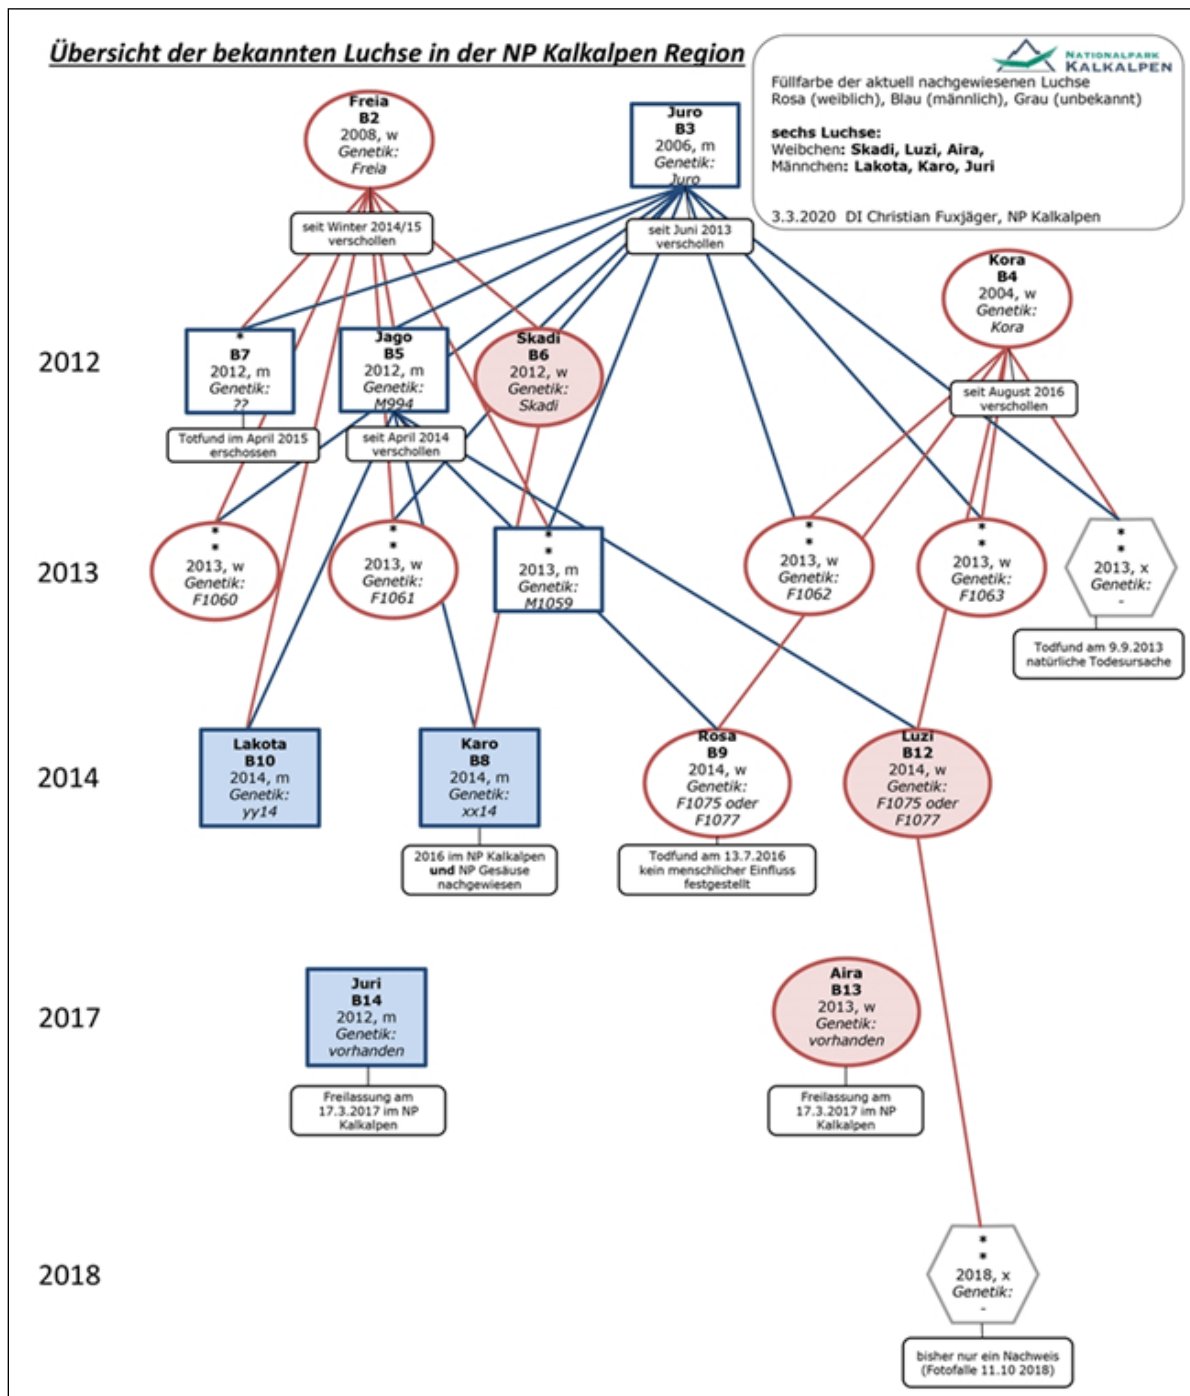 Übersicht der bekannten Luchse in der NP Kalkalpen Region
NATIONALPARK
KALKALPEN
Füllfarbe der aktuell nachgewiesenen Luchse
Rosa (weiblich), Blau (männlich), Grau (unbekannt)
sechs Luchse:
Weibchen: Skadi, Luzi, Aira,
Männchen: Lakota, Karo, Juri
3.3.2020 DI Christian Fuxjäger, NP Kalkalpen
Freia
B2
2008, w
Genetik:
Freia
seit Winter 2014/15
verschollen
Juro
B3
2006, m
Genetik:
Juro
seit Juni 2013
verschollen
Kora
B4
2004, w
Genetik:
Kora
seit August 2016
verschollen
2012
*
B7
2012, m
Genetik:
??
Totfund im April 2015
erschossen
Jago
B5
2012, m
Genetik:
M994
seit April 2014
verschollen
Skadi
B6
2012, w
Genetik:
Skadi
2013
*
*
2013, w
Genetik:
F1060
*
*
2013, w
Genetik:
F1061
*
*
2013, m
Genetik:
M1059
*
*
2013, w
Genetik:
F1062
*
*
2013, w
Genetik:
F1063
*
*
2013, x
Genetik:
-
Todfund am 9.9.2013
natürliche Todesursache
2014
Lakota
B10
2014, m
Genetik:
yy14
Karo
B8
2014, m
Genetik:
xx14
2016 im NP Kalkalpen
und NP Gesäuse
nachgewiesen
Rosa
B9
2014, w
Genetik:
F1075 oder
F1077
Todfund am 13.7.2016
kein menschlicher Einfluss
festgestellt
Luzi
B12
2014, w
Genetik:
F1075 oder
F1077
2017
Juri
B14
2012, m
Genetik:
vorhanden
Freilassung am
17.3.2017 im NP
Kalkalpen
Aira
B13
2013, w
Genetik:
vorhanden
Freilassung am
17.3.2017 im NP
Kalkalpen
2018
*
*
2018, x
Genetik:
-
bisher nur ein Nachweis
(Fotofalle 11.10 2018)